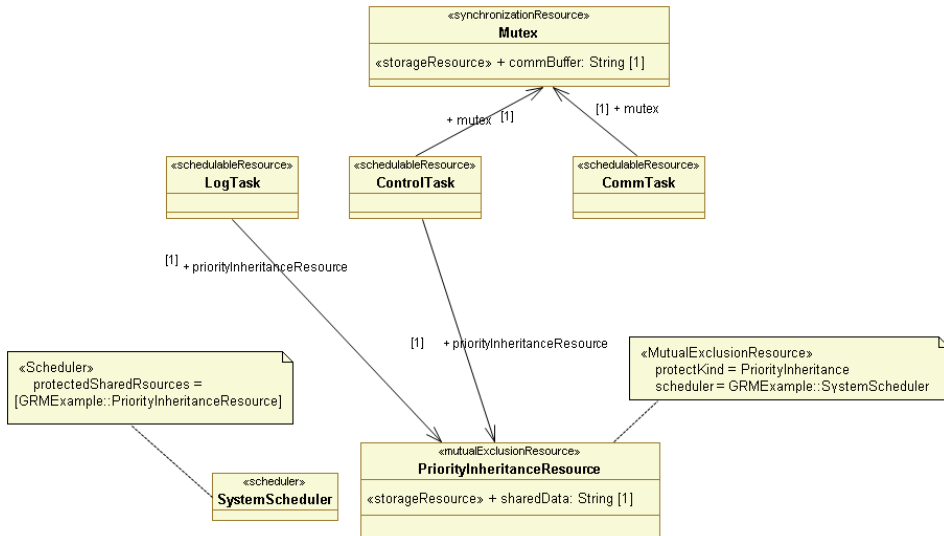 «synchronizationResource»
Mutex
«storageResource» + commBuffer: String [1]
+ mutex [1]
[1] + mutex
«schedulableResource»
LogTask
«schedulableResource»
ControlTask
«schedulableResource»
CommTask
[1] + priorityInheritanceResource
[1] + priorityInheritanceResource
«Scheduler»
protectedSharedRsources =
[GRMExample::PriorityInheritanceResource]
«MutualExclusionResource»
protectKind = PriorityInheritance
scheduler = GRMExample::SystemScheduler
«mutualExclusionResource»
PriorityInheritanceResource
«storageResource» + sharedData: String [1]
«scheduler»
SystemScheduler